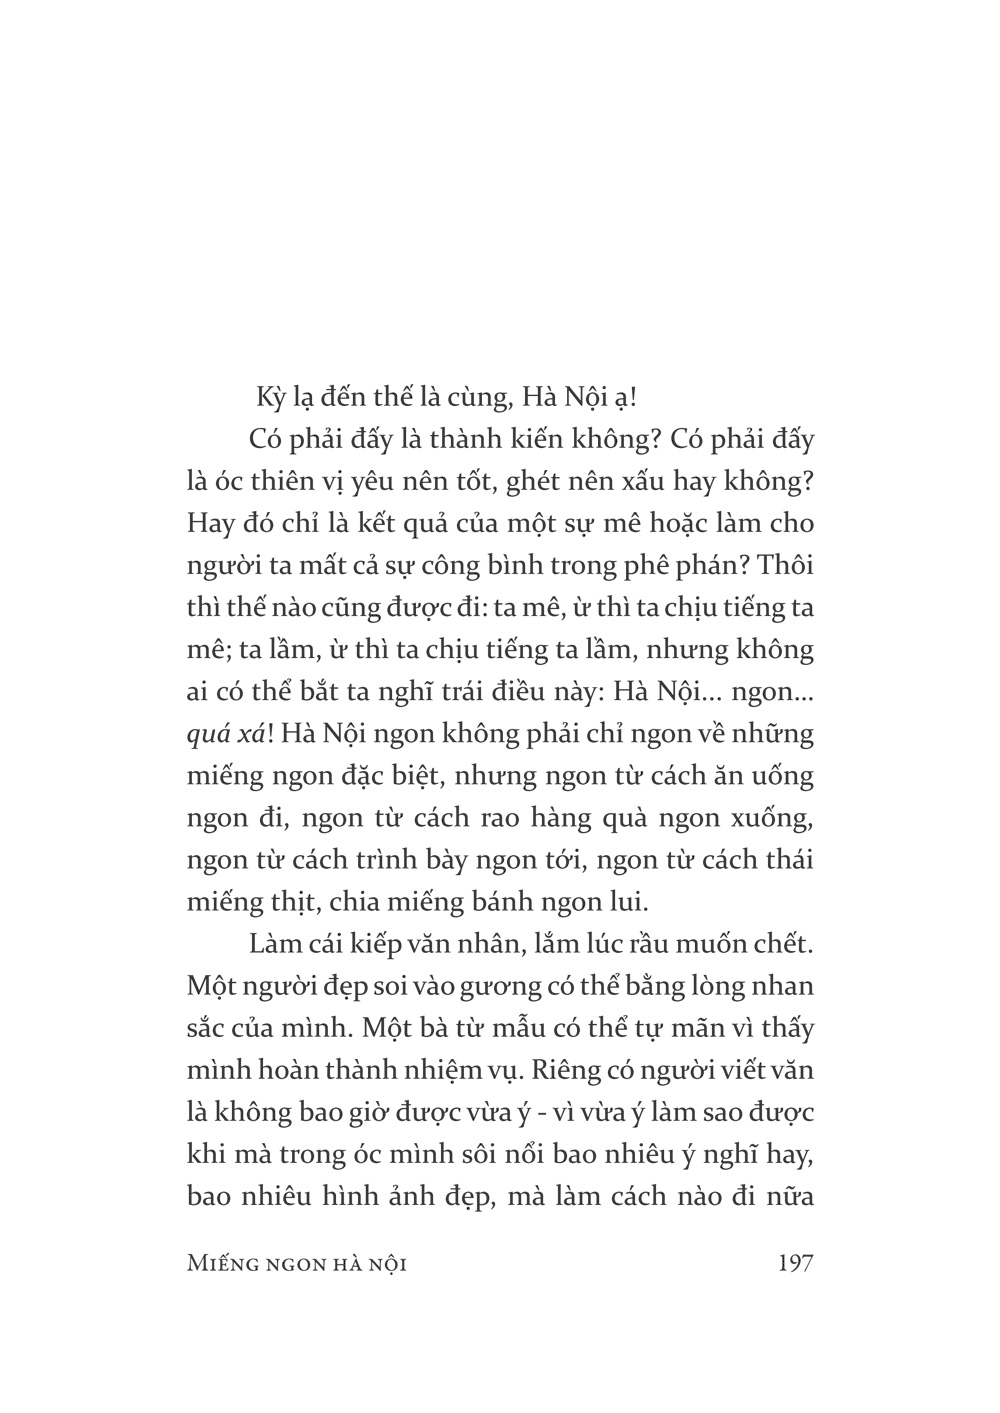 Kỳ lạ đến thế là cùng, Hà Nội ạ!
Có phải đấy là thành kiến không? Có phải đấy
là óc thiên vị yêu nên tốt, ghét nên xấu hay không?
Hay đó chỉ là kết quả của một sự mê hoặc làm cho
người ta mất cả sự công bình trong phê phán? Thôi
thì thế nào cũng được đi: ta mê, ừ thì ta chịu tiếng ta
mê; ta lầm, ừ thì ta chịu tiếng ta lầm, nhưng không
ai có thể bắt ta nghĩ trái điều này: Hà Nội... ngon...
quá xá! Hà Nội ngon không phải chỉ ngon về những
miếng ngon đặc biệt, nhưng ngon từ cách ăn uống
ngon đi, ngon từ cách rao hàng quà ngon xuống,
ngon từ cách trình bày ngon tới, ngon từ cách thái
miếng thịt, chia miếng bánh ngon lui.
Làm cái kiếp văn nhân, lắm lúc rầu muốn chết.
Một người đẹp soi vào gương có thể bằng lòng nhan
sắc của mình. Một bà từ mẫu có thể tự mãn vì thấy
mình hoàn thành nhiệm vụ. Riêng có người viết văn
là không bao giờ được vừa ý - vì vừa ý làm sao được
khi mà trong óc mình sôi nổi bao nhiêu ý nghĩ hay,
bao nhiêu hình ảnh đẹp, mà làm cách nào đi nữa
Miếng ngon hà nội 197